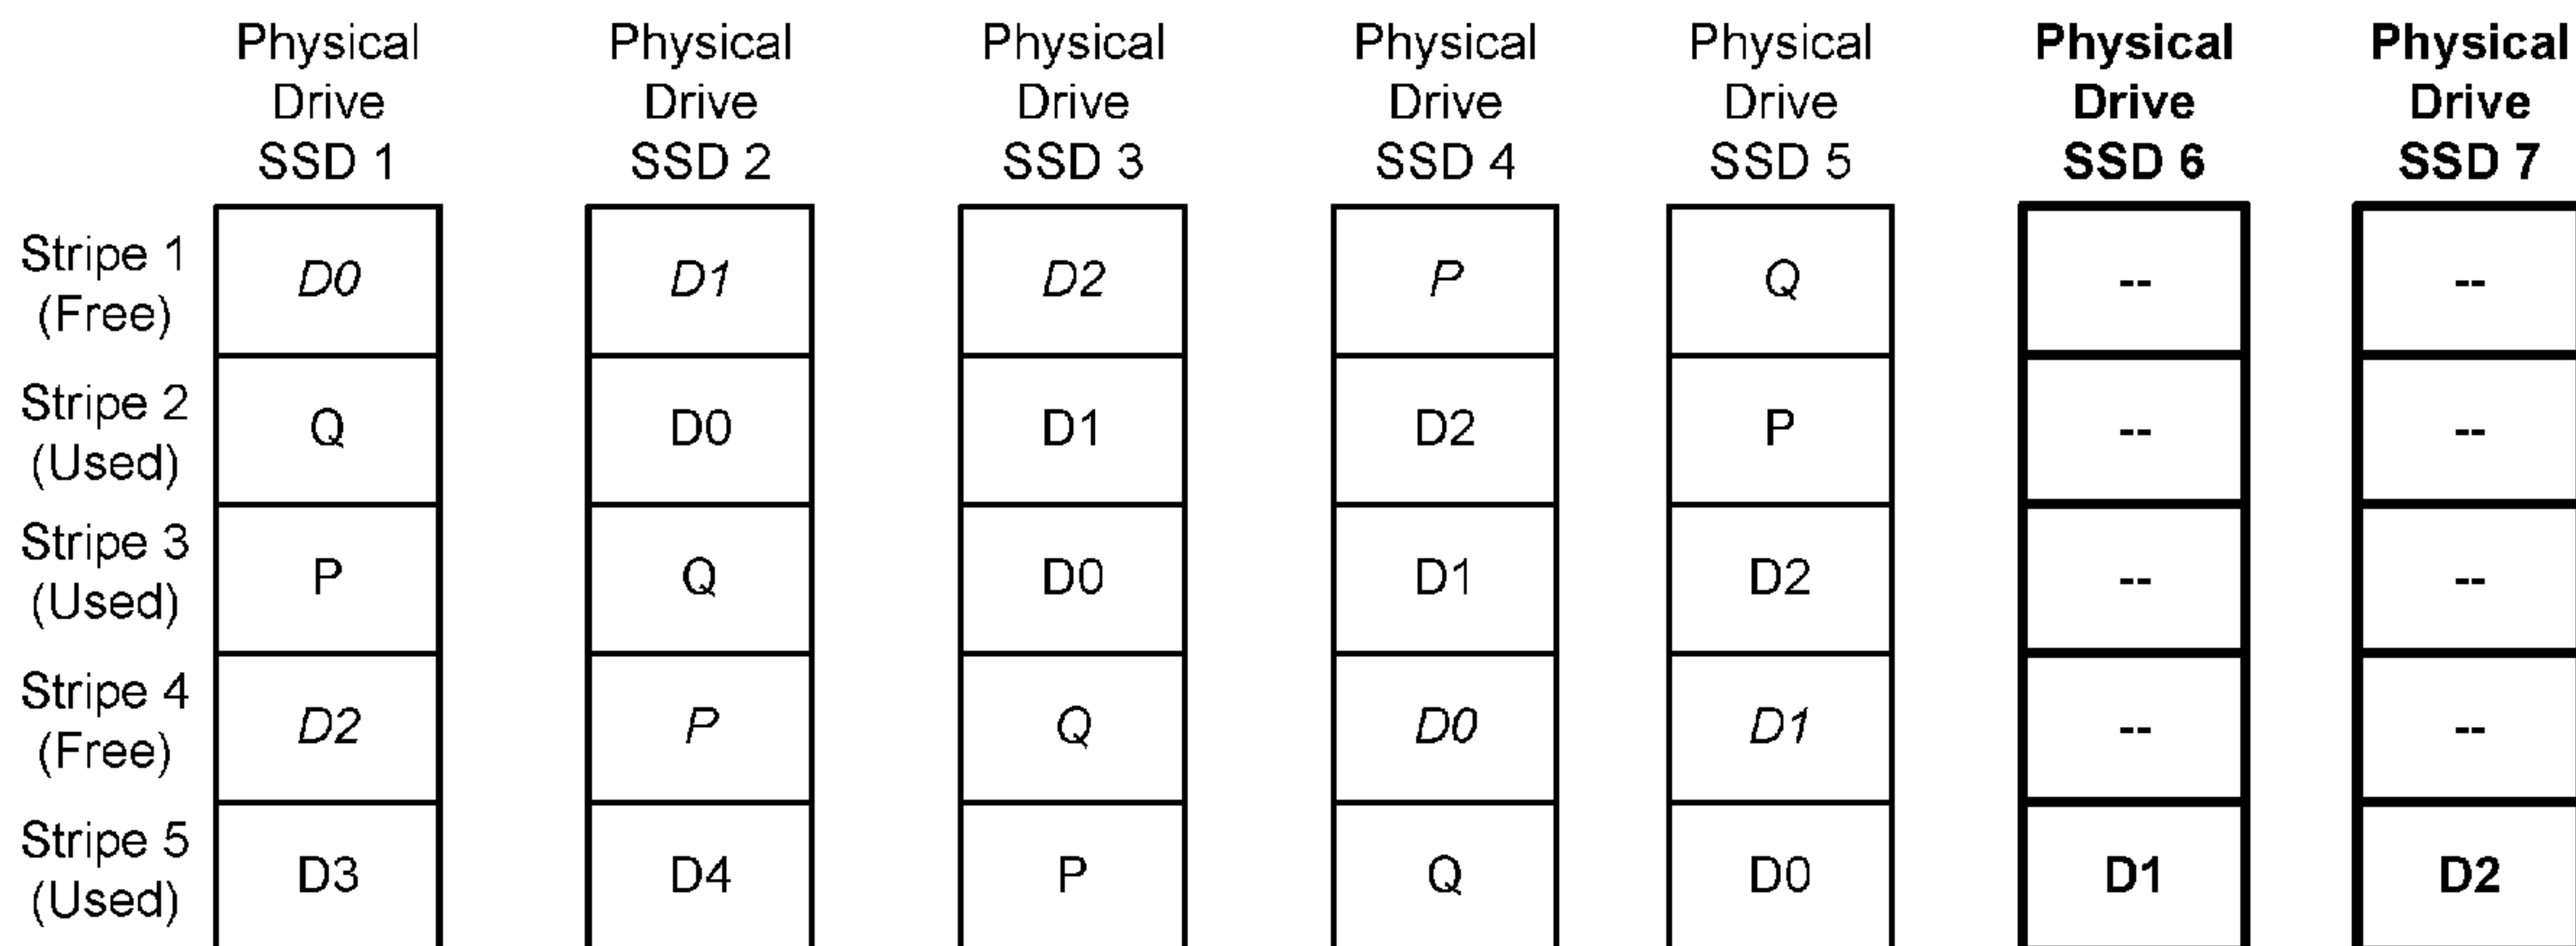 Physical Physical Physical Physical Physical Physical Physical
Drive Drive Drive Drive Drive Drive Drive
SSD 1 SSD 2 SSD 3 SSD 4 SSD 5 SSD 6 SSD 7
Stripe 1
(Free) D0 D1 D2 P Q -- --
Stripe 2
(Used) Q D0 D1 D2 P -- --
Stripe 3
(Used) P Q D0 D1 D2 -- --
Stripe 4
(Free) D2 P Q D0 D1 -- --
Stripe 5
(Used) D3 D4 P Q D0 D1 D2